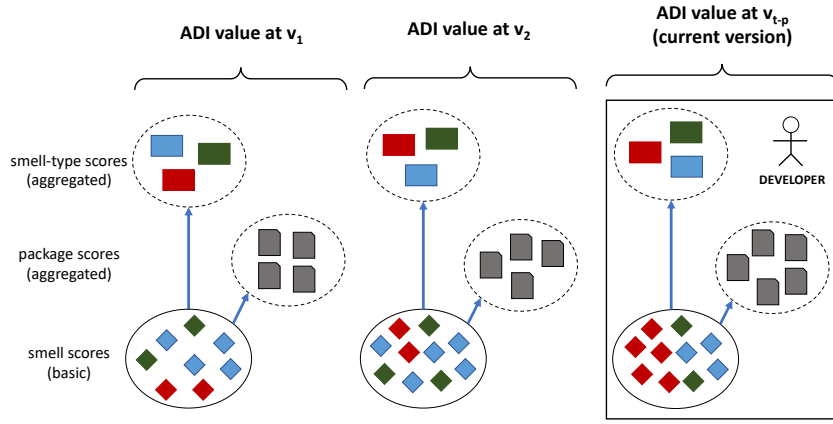 ADI value at v1
ADI value at v2
ADI value at vt-p
(current version)
smell-type scores
(aggregated)
DEVELOPER
package scores
(aggregated)
smell scores
(basic)